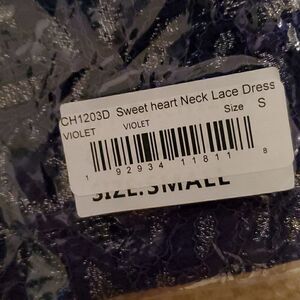 CH1203D Sweet heart Neck Lace Dress
VIOLET VIOLET Size S
1 92934 11811 8
SIZE:SMALL